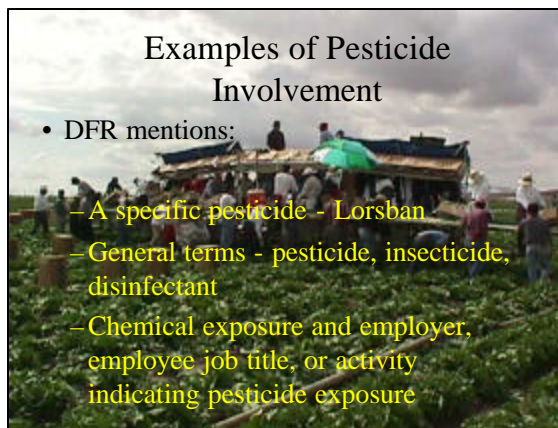 Examples of Pesticide
Involvement
• DFR mentions:
– A specific pesticide - Lorsban
– General terms - pesticide, insecticide,
disinfectant
– Chemical exposure and employer,
employee job title, or activity
indicating pesticide exposure